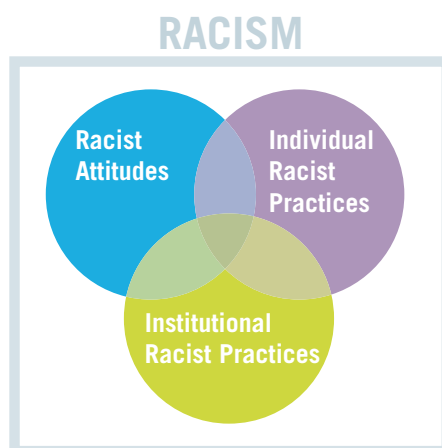 RACISM
Racist
Attitudes
Individual
Racist
Practices
Institutional
Racist Practices